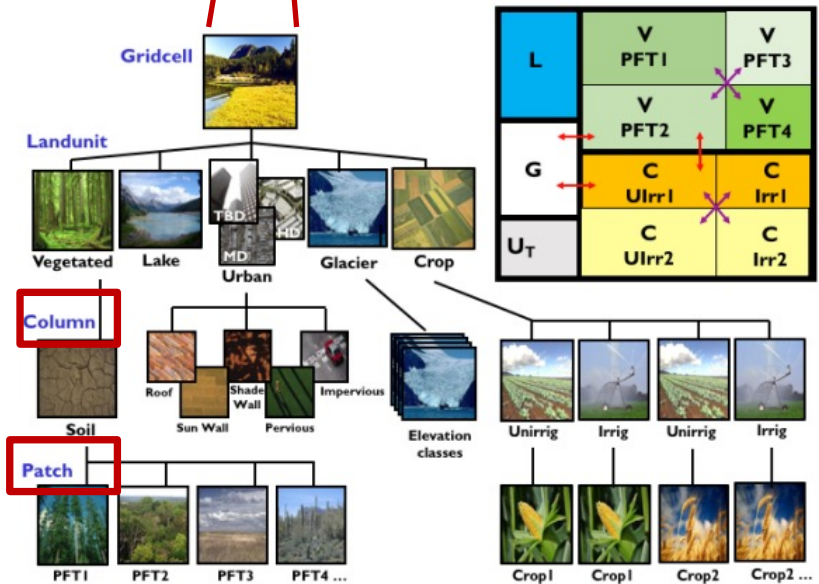 Gridcell
Landunit
TBD
HD
MD
Vegetated
Lake
Urban
Glacier
Crop
Column
Soil
Roof
Sun Wall
Shade
Wall
Pervious
Impervious
Elevation
classes
Unirrig
Irrig
Unirrig
Irrig
Patch
PFT1
PFT2
PFT3
PFT4 ...
Crop1
Crop1
Crop2
Crop2 ...
L
G
UT
V
PFT1
V
PFT3
V
PFT2
V
PFT4
C
UIrr1
C
Irr1
C
UIrr2
C
Irr2